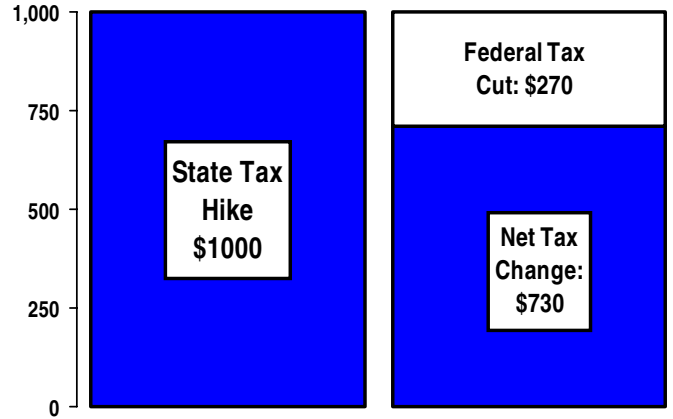 1,000
750
500
250
0
State Tax
Hike
$1000
Federal Tax
Cut: $270
Net Tax
Change:
$730